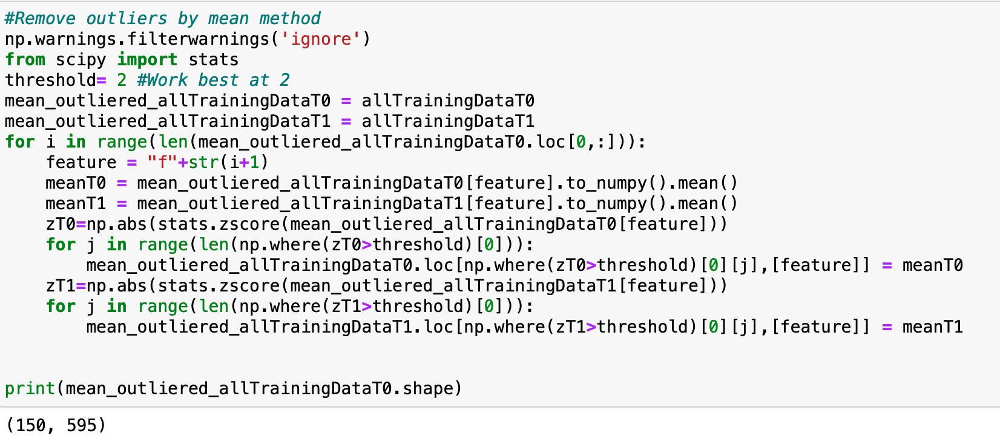 #Remove outliers by mean method
np.warnings.filterwarnings('ignore')
from scipy import stats
threshold= 2 #Work best at 2
mean_outliered_allTrainingDataT0 = allTrainingDataT0
mean_outliered_allTrainingDataT1 = allTrainingDataT1
for i in range(len(mean_outliered_allTrainingDataT0.loc[0,:])):
    feature = "f"+str(i+1)
    meanT0 = mean_outliered_allTrainingDataT0[feature].to_numpy().mean()
    meanT1 = mean_outliered_allTrainingDataT1[feature].to_numpy().mean()
    zT0=np.abs(stats.zscore(mean_outliered_allTrainingDataT0[feature]))
    for j in range(len(np.where(zT0>threshold)[0])):
        mean_outliered_allTrainingDataT0.loc[np.where(zT0>threshold)[0][j],[feature]] = meanT0
    zT1=np.abs(stats.zscore(mean_outliered_allTrainingDataT1[feature]))
    for j in range(len(np.where(zT1>threshold)[0])):
        mean_outliered_allTrainingDataT1.loc[np.where(zT1>threshold)[0][j],[feature]] = meanT1
print(mean_outliered_allTrainingDataT0.shape)
(150, 595)